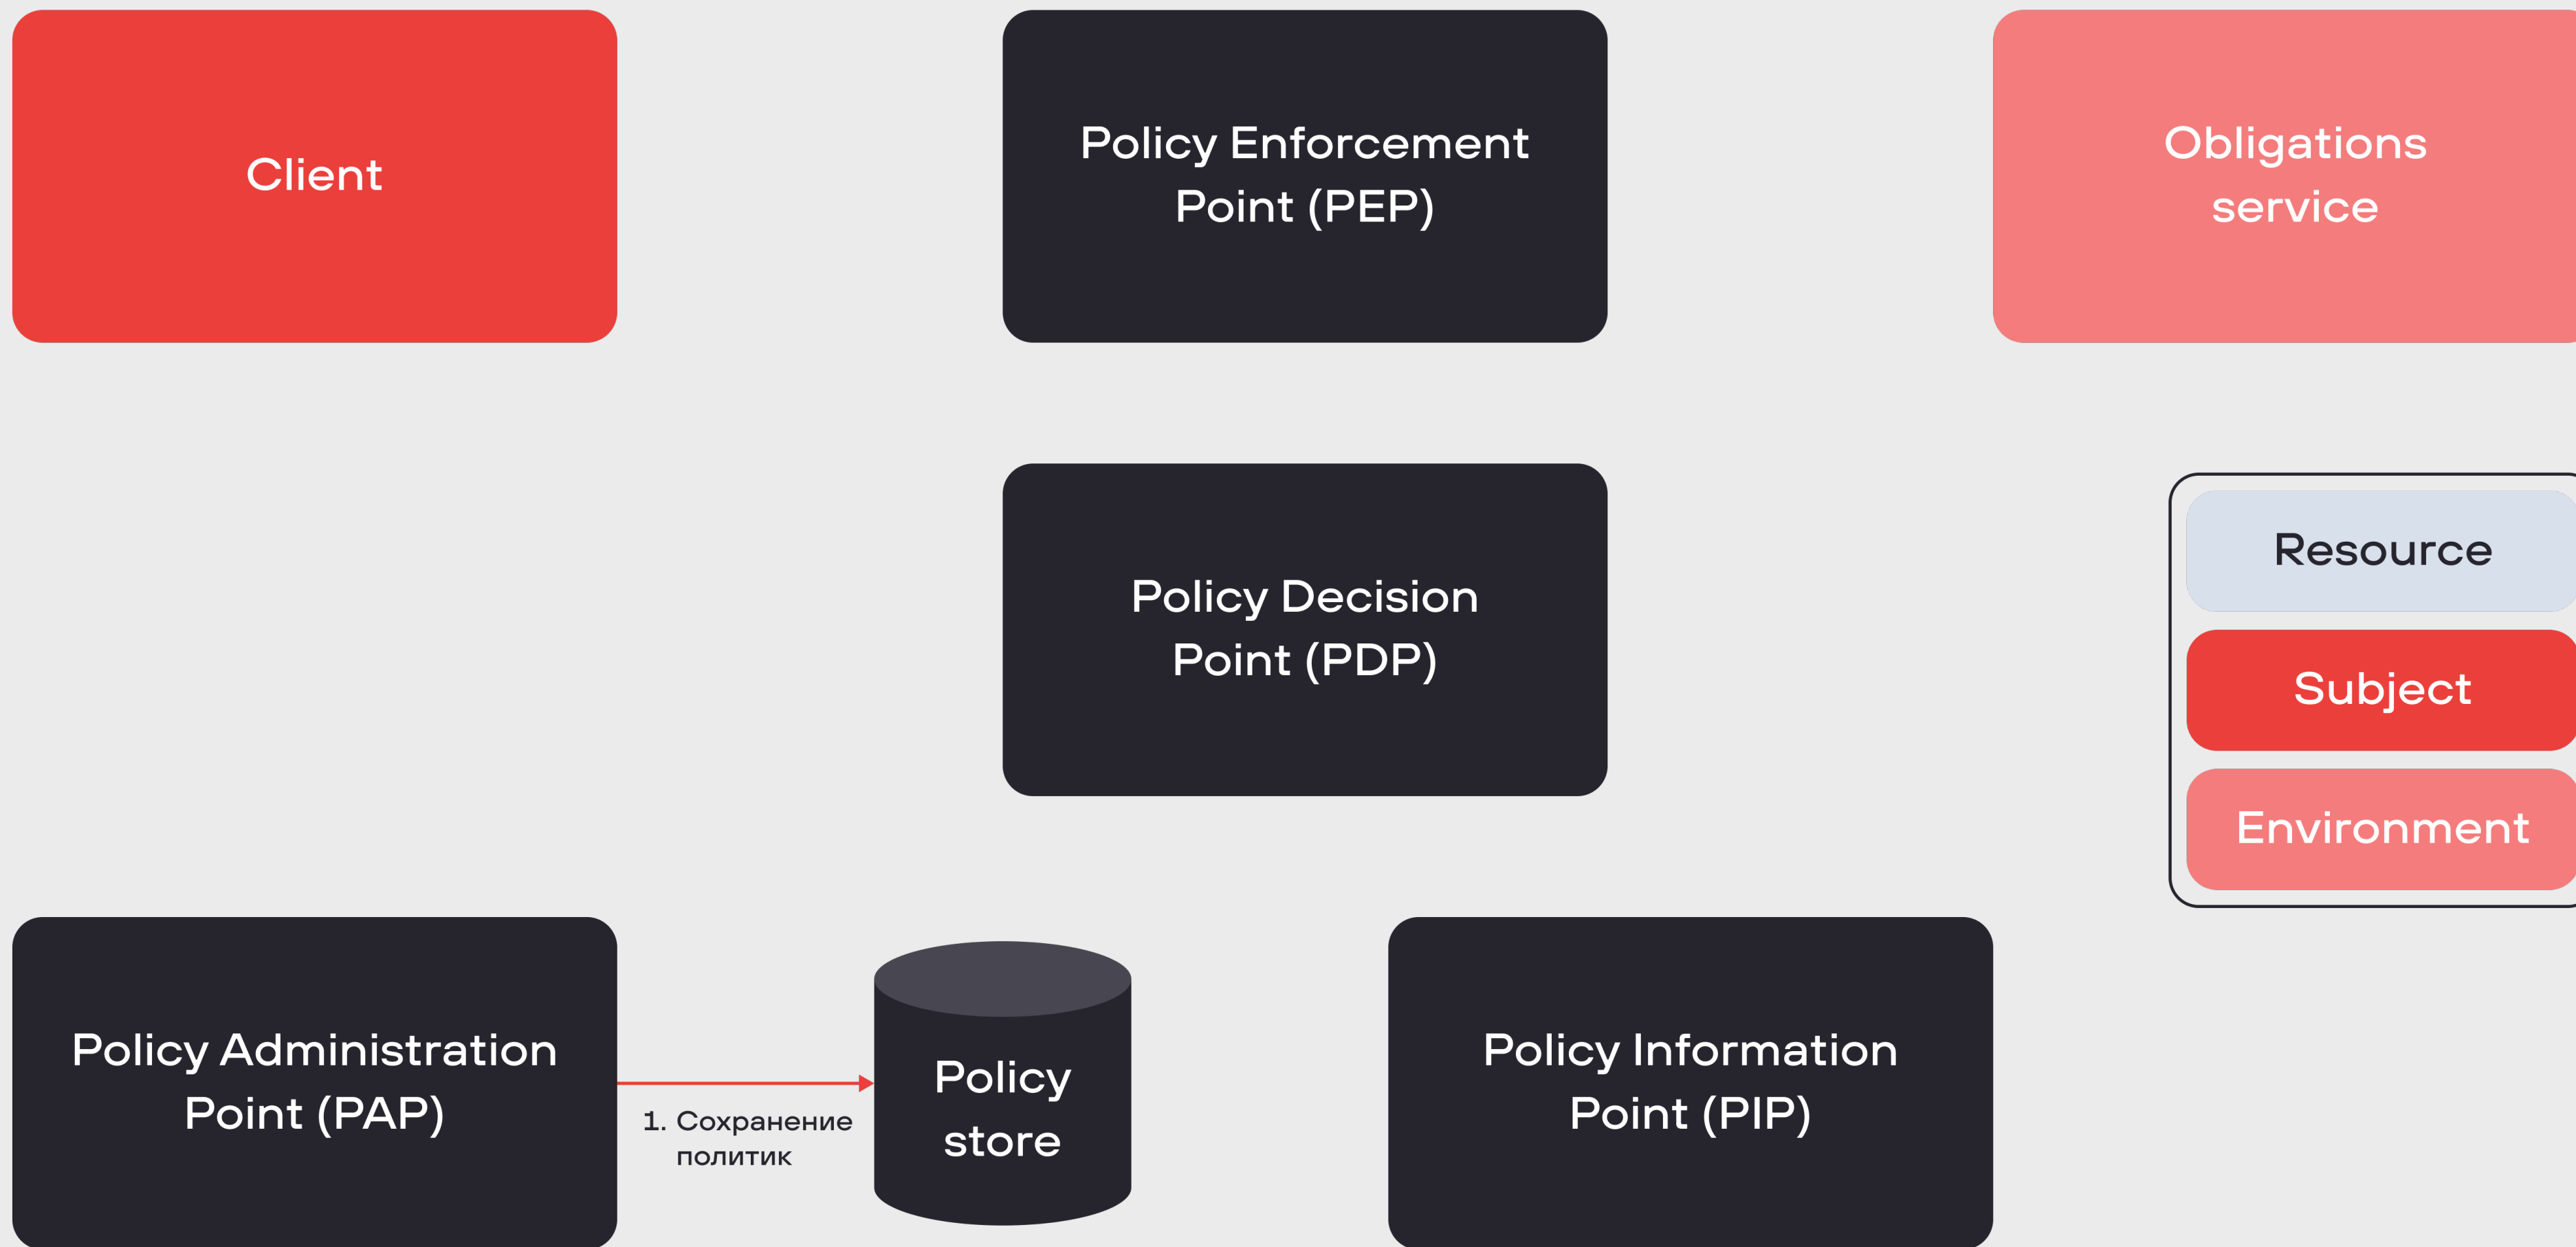 Client
Policy Enforcement
Point (PEP)
Obligations
service
Policy Decision
Point (PDP)
Resource
Subject
Environment
Policy Administration
Point (PAP)
1. Сохранение
политик
Policy
store
Policy Information
Point (PIP)